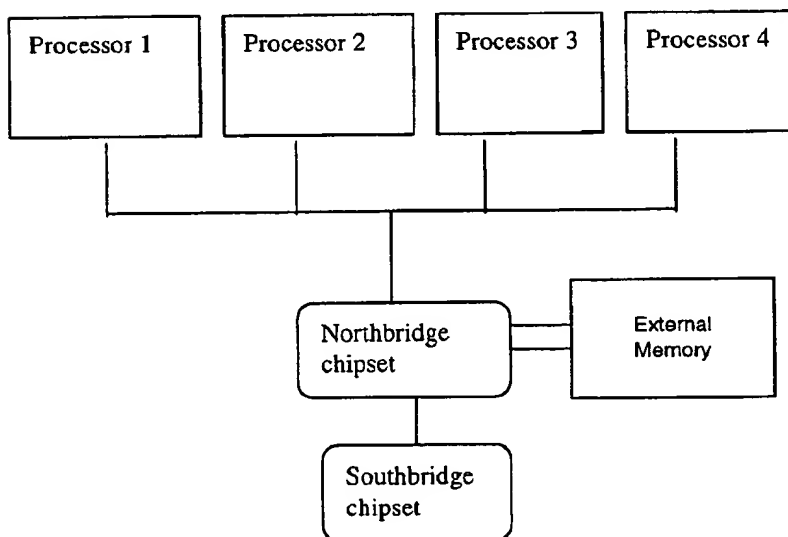 Processor 1
Processor 2
Processor 3
Processor 4
Northbridge
chipset
External
Memory
Southbridge
chipset